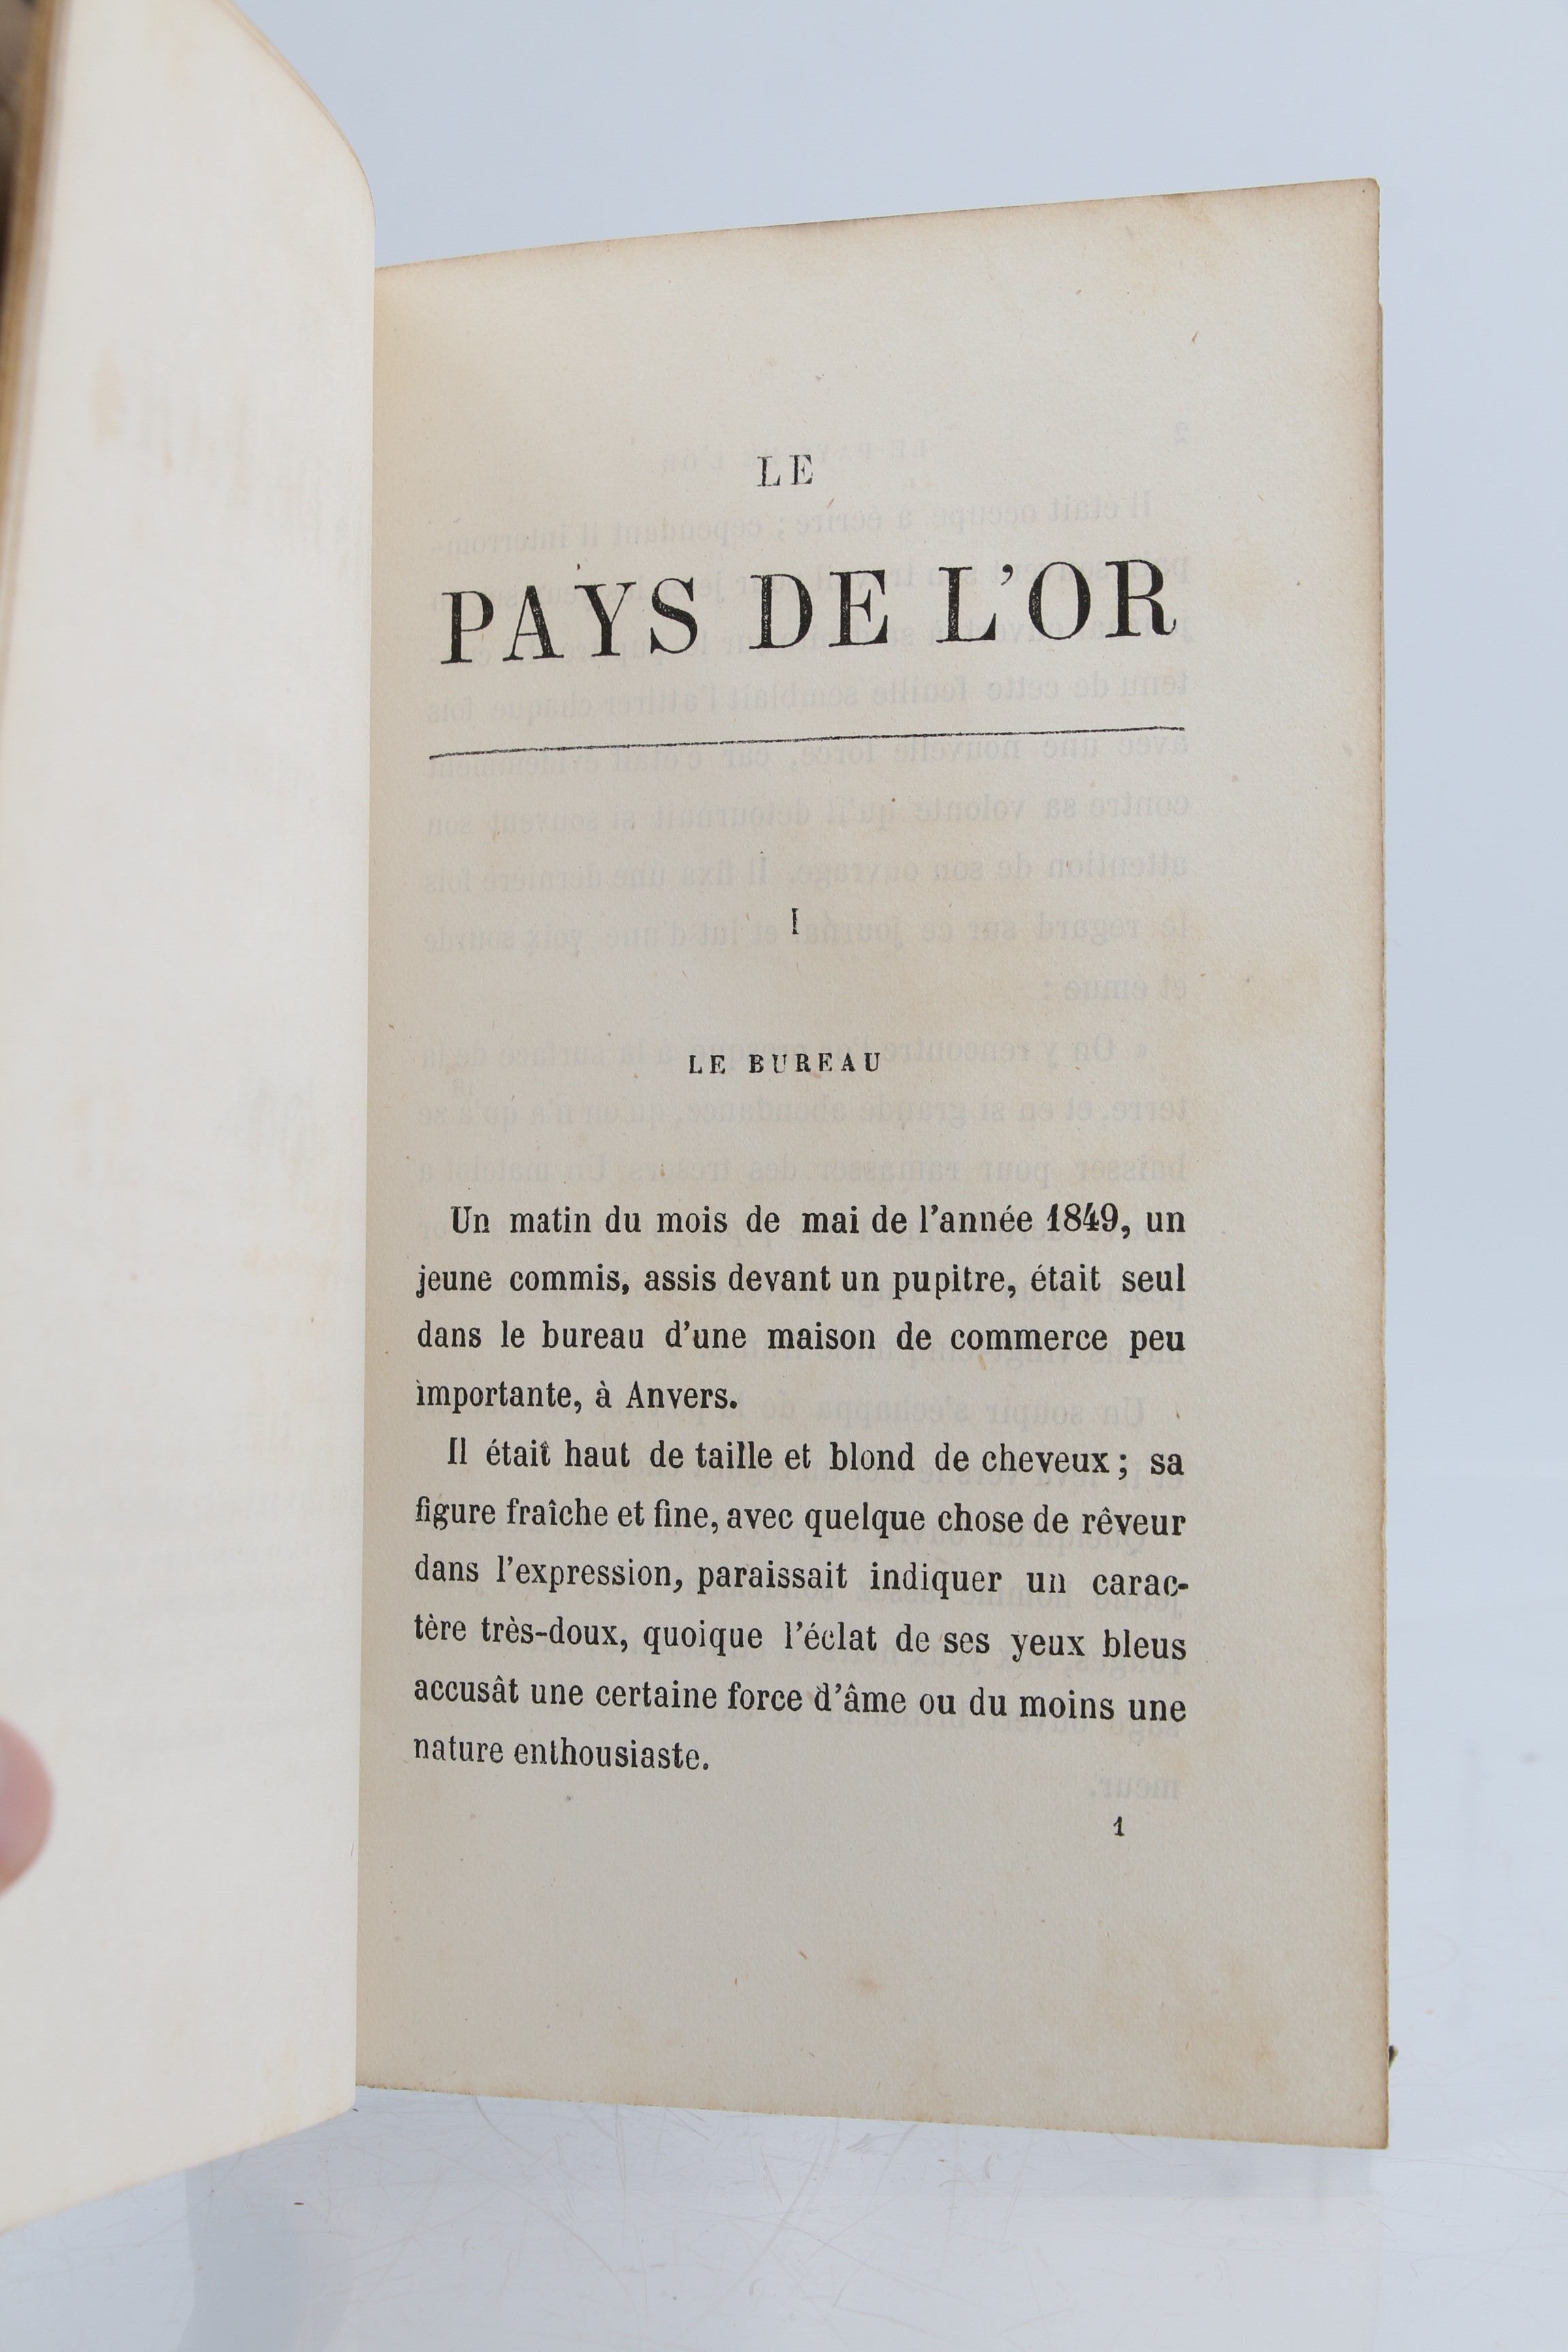 LE
PAYS DE L'OR
I
LE BUREAU
Un matin du mois de mai de l'année 1849, un
jeune commis, assis devant un pupitre, était seul
dans le bureau d'une maison de commerce peu
importante, à Anvers.
Il était haut de taille et blond de cheveux ; sa
figure fraîche et fine, avec quelque chose de rêveur
dans l'expression, paraissait indiquer un carac-
tère très-doux, quoique l'éclat de ses yeux bleus
accusât une certaine force d'âme ou du moins une
nature enthousiaste.
1